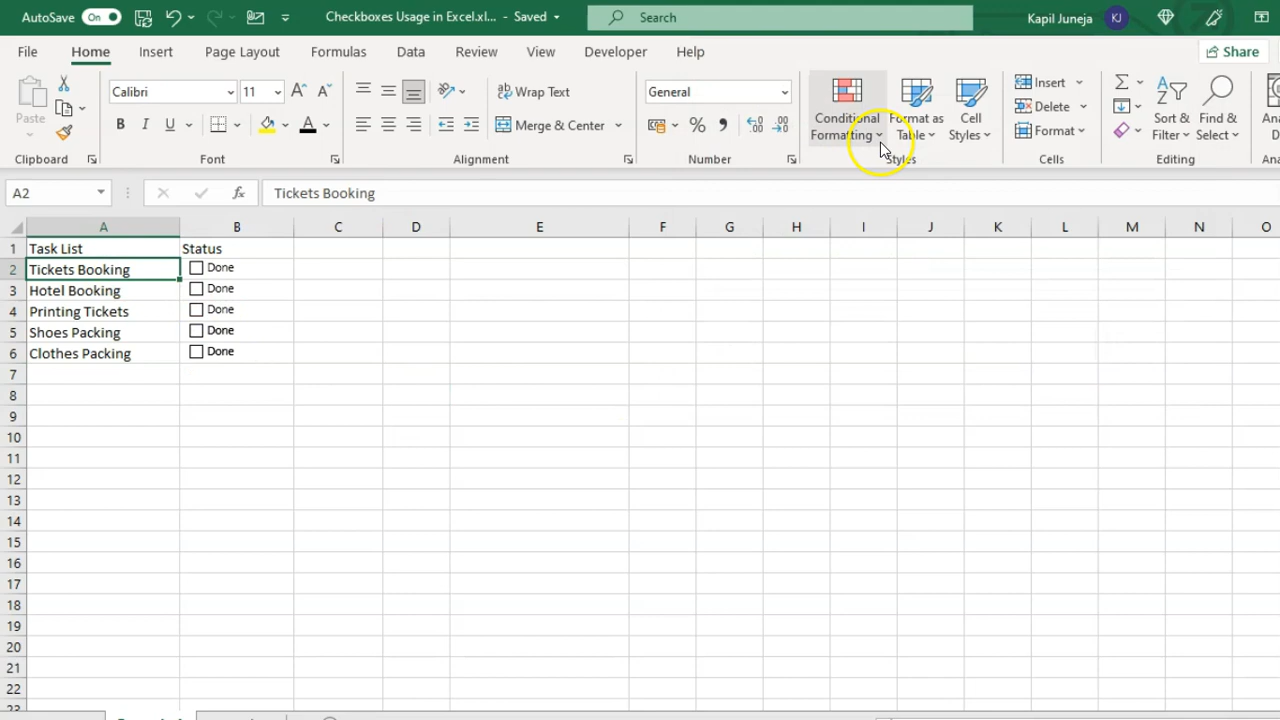 AutoSave On Checkboxes Usage in Excel.xl... - Saved Search Kapil Juneja KJ
File Home Insert Page Layout Formulas Data Review View Developer Help Share
Paste Calibri 11 Wrap Text General Conditional Formatting Format as Table Cell Styles Insert Sort & Filter Find & Select
B I U Merge & Center Delete
Format
Clipboard Font Alignment Number Styles Cells Editing
A2 fx Tickets Booking
A B C D E F G H I J K L M N O
1 Task List Status
2 Tickets Booking Done
3 Hotel Booking Done
4 Printing Tickets Done
5 Shoes Packing Done
6 Clothes Packing Done
7
8
9
10
11
12
13
14
15
16
17
18
19
20
21
22
23